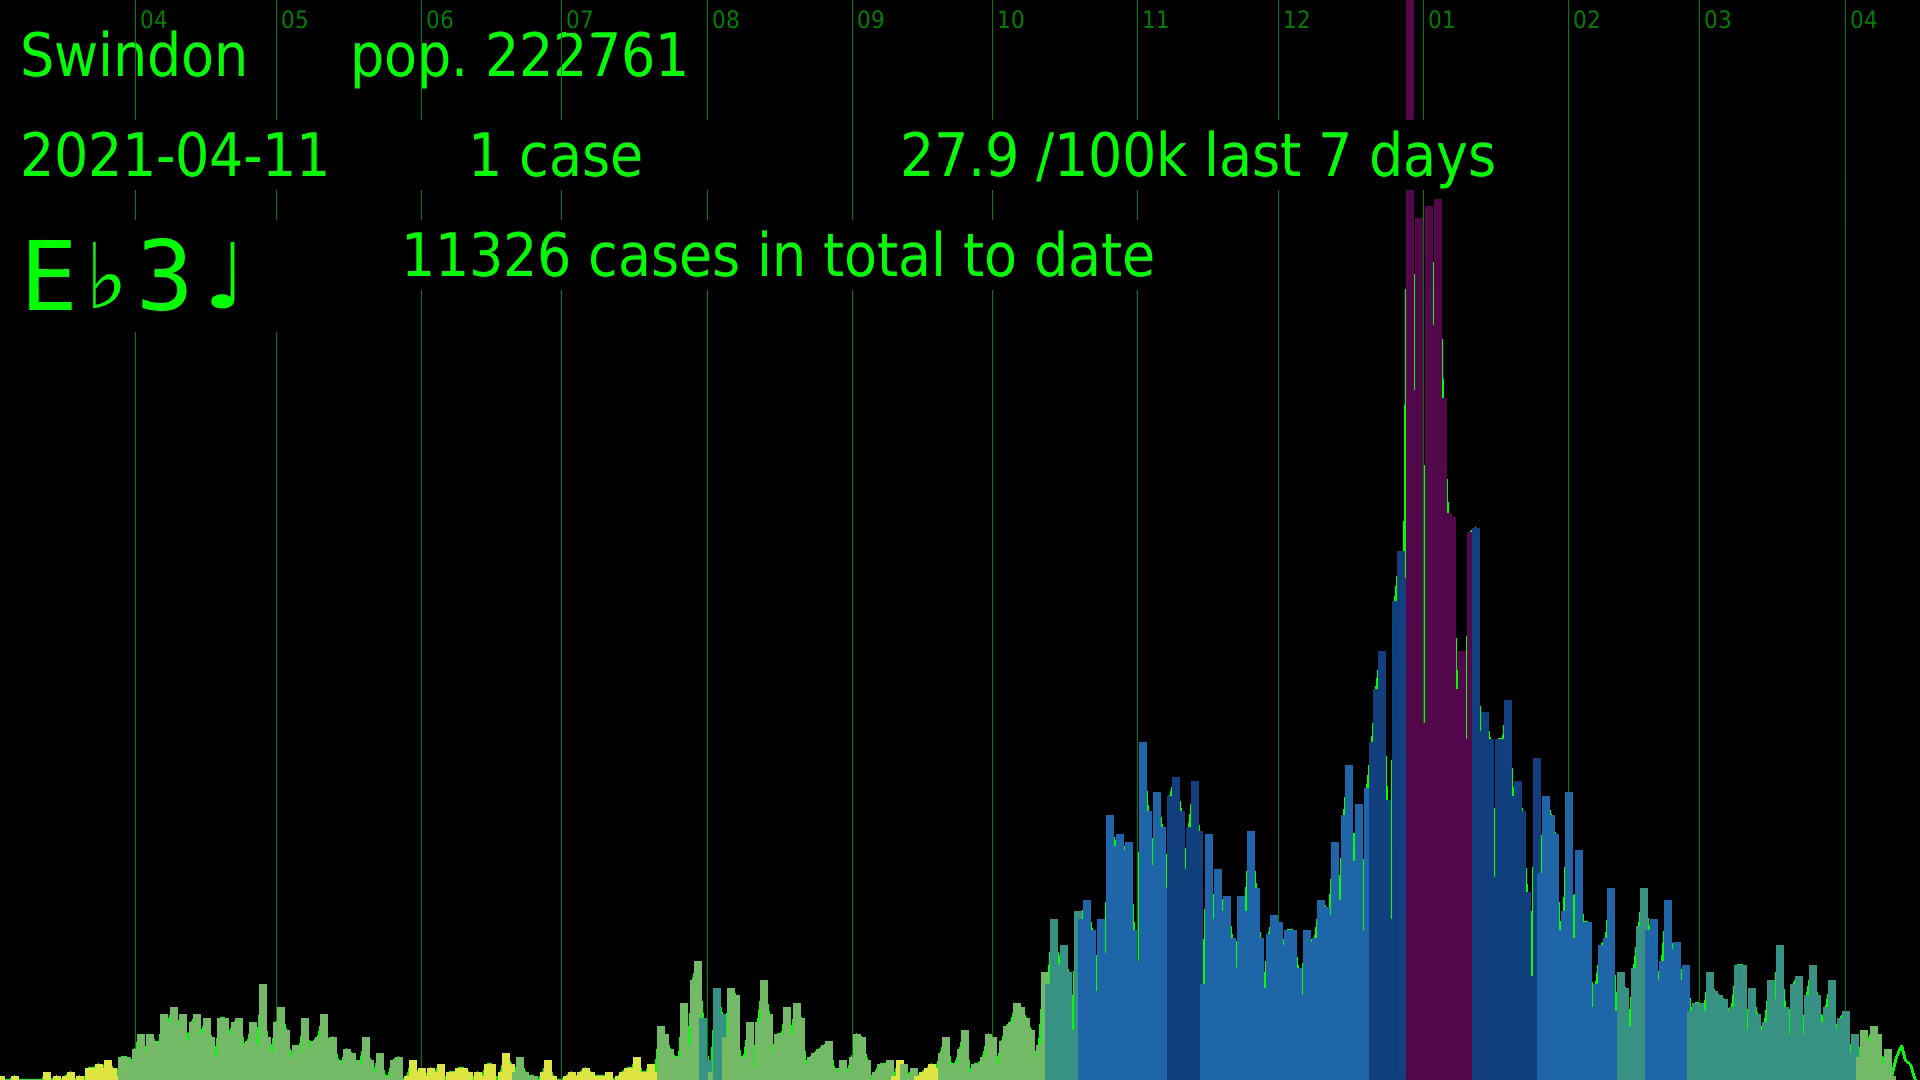 04 05 06 07 08 09 10 11 12 01 02 03 04
Swindon pop. 222761
2021-04-11 1 case 27.9 /100k last 7 days
E♭3♩ 11326 cases in total to date